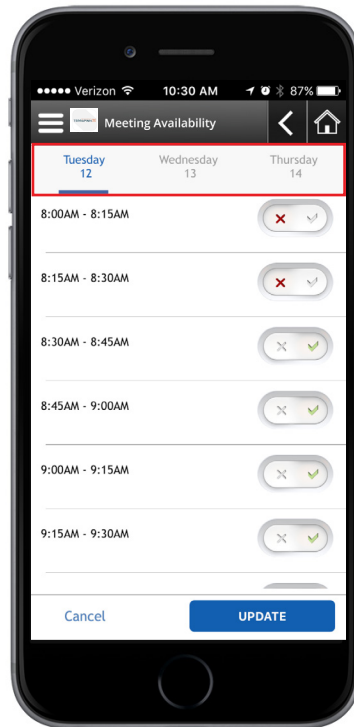 Verizon 10:30 AM 87%
Meeting Availability
Tuesday Wednesday Thursday
12 13 14
8:00AM - 8:15AM
8:15AM - 8:30AM
8:30AM - 8:45AM
8:45AM - 9:00AM
9:00AM - 9:15AM
9:15AM - 9:30AM
Cancel UPDATE